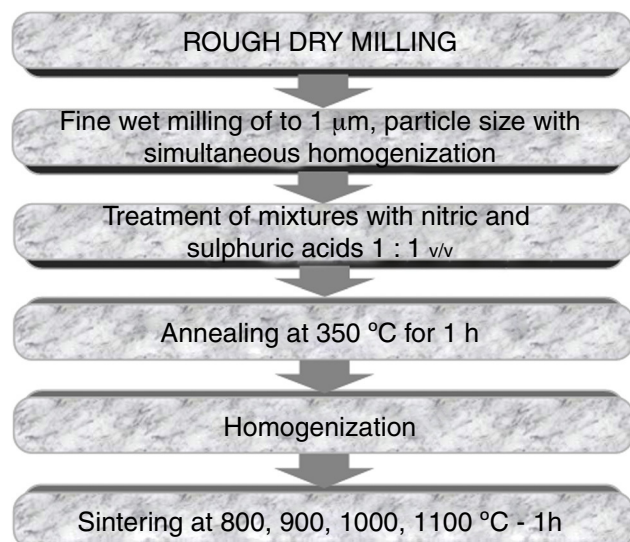 ROUGH DRY MILLING
Fine wet milling of to 1 μm, particle size with
simultaneous homogenization
Treatment of mixtures with nitric and
sulphuric acids 1 : 1 v/v
Annealing at 350 ºC for 1 h
Homogenization
Sintering at 800, 900, 1000, 1100 ºC - 1h